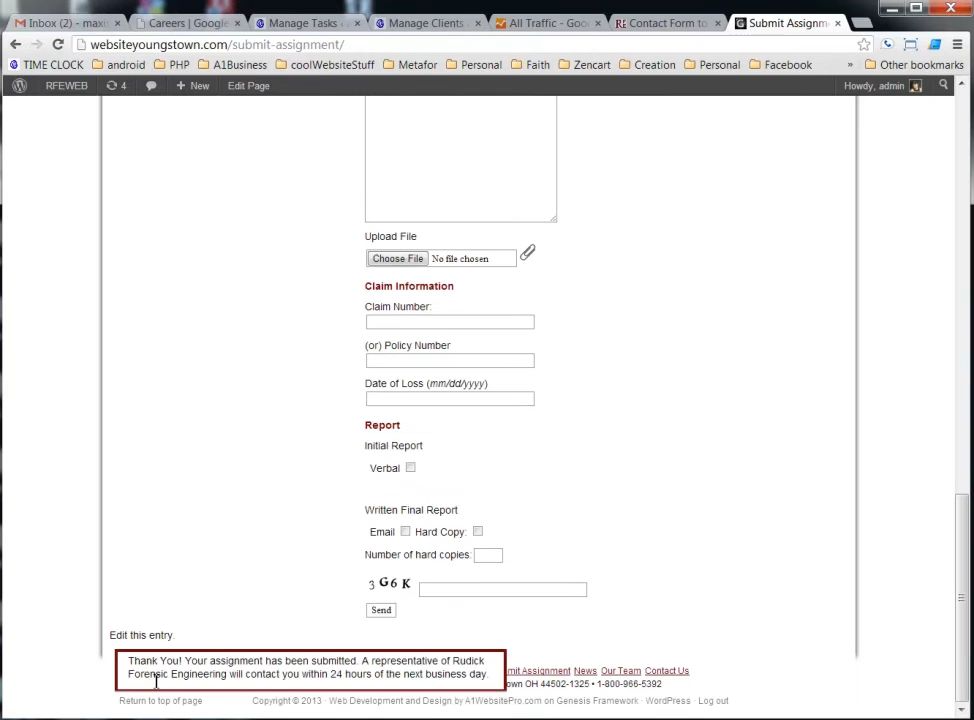 Inbox (2) - maxi
Careers | Google
Manage Tasks
Manage Clients
All Traffic - Goo
Contact Form to
Submit Assignm
websiteyoungstown.com/submit-assignment/
TIME CLOCK
android
PHP
A1Business
coolWebsiteStuff
Metafor
Personal
Faith
Zencart
Creation
Personal
Facebook
»
Other bookmarks
RFEWEB
4
+ New
Edit Page
Howdy, admin
Upload File
Choose File No file chosen
Claim Information
Claim Number:
(or) Policy Number
Date of Loss (mm/dd/yyyy)
Report
Initial Report
Verbal
Written Final Report
Email Hard Copy:
Number of hard copies:
3 G6 K
Send
Edit this entry.
Thank You! Your assignment has been submitted. A representative of Rudick
Forensic Engineering will contact you within 24 hours of the next business day.
mit Assignment News Our Team Contact Us
own OH 44502-1325 • 1-800-966-5392
Return to top of page
Copyright © 2013 · Web Development and Design by A1WebsitePro.com on Genesis Framework · WordPress · Log out